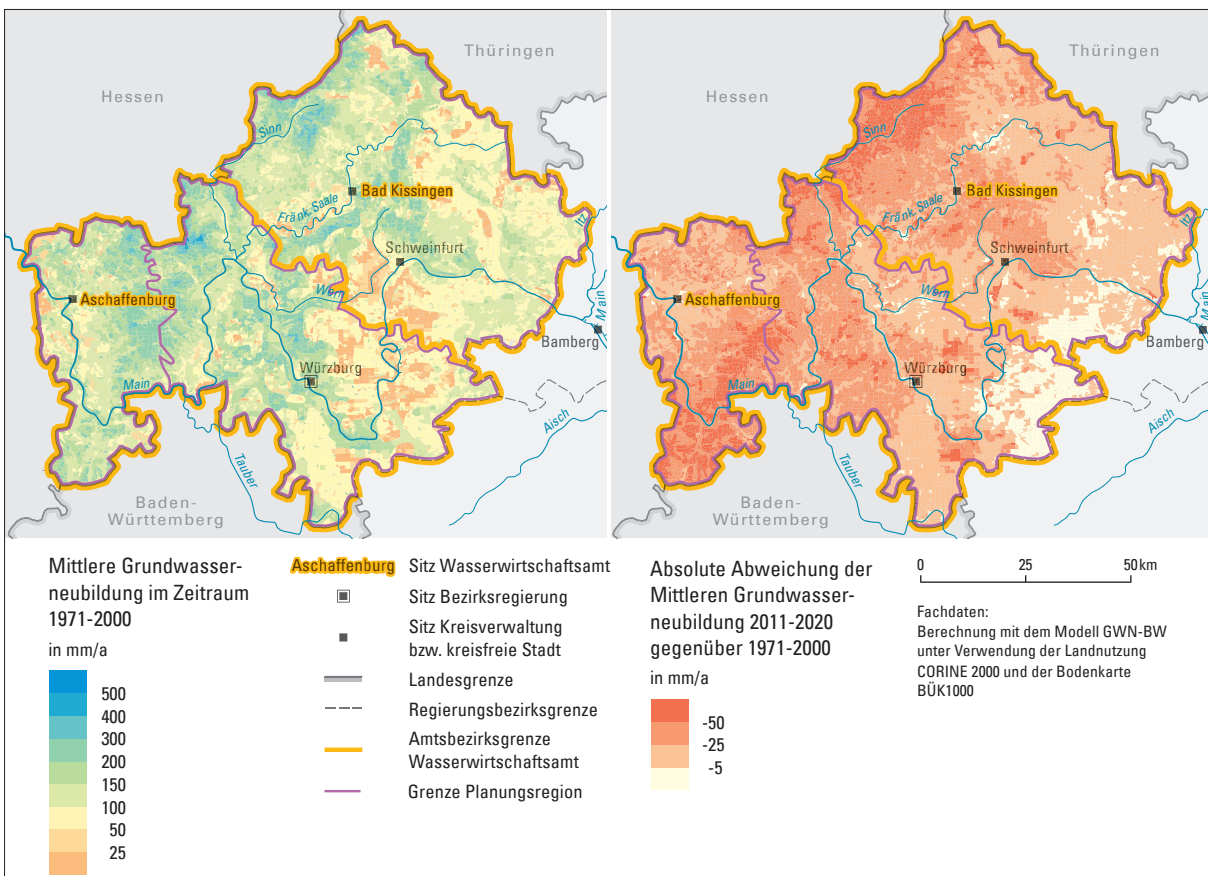 Thüringen
Hessen
Sinn
Bad Kissingen
Fränk. Saale
Itz
Schweinfurt
Wern
Aschaffenburg
Main
Bamberg
Würzburg
Main
Aisch
Tauber
Baden-
Württemberg
Thüringen
Hessen
Sinn
Bad Kissingen
Fränk. Saale
Itz
Schweinfurt
Wern
Aschaffenburg
Main
Bamberg
Würzburg
Main
Aisch
Tauber
Baden-
Württemberg
Mittlere Grundwasser-
neubildung im Zeitraum
1971-2000
in mm/a
500
400
300
200
150
100
50
25
Aschaffenburg Sitz Wasserwirtschaftsamt
Sitz Bezirksregierung
Sitz Kreisverwaltung
bzw. kreisfreie Stadt
Landesgrenze
Regierungsbezirksgrenze
Amtsbezirksgrenze
Wasserwirtschaftsamt
Grenze Planungsregion
Absolute Abweichung der
Mittleren Grundwasser-
neubildung 2011-2020
gegenüber 1971-2000
in mm/a
-50
-25
-5
0 25 50 km
Fachdaten:
Berechnung mit dem Modell GWN-BW
unter Verwendung der Landnutzung
CORINE 2000 und der Bodenkarte
BÜK1000